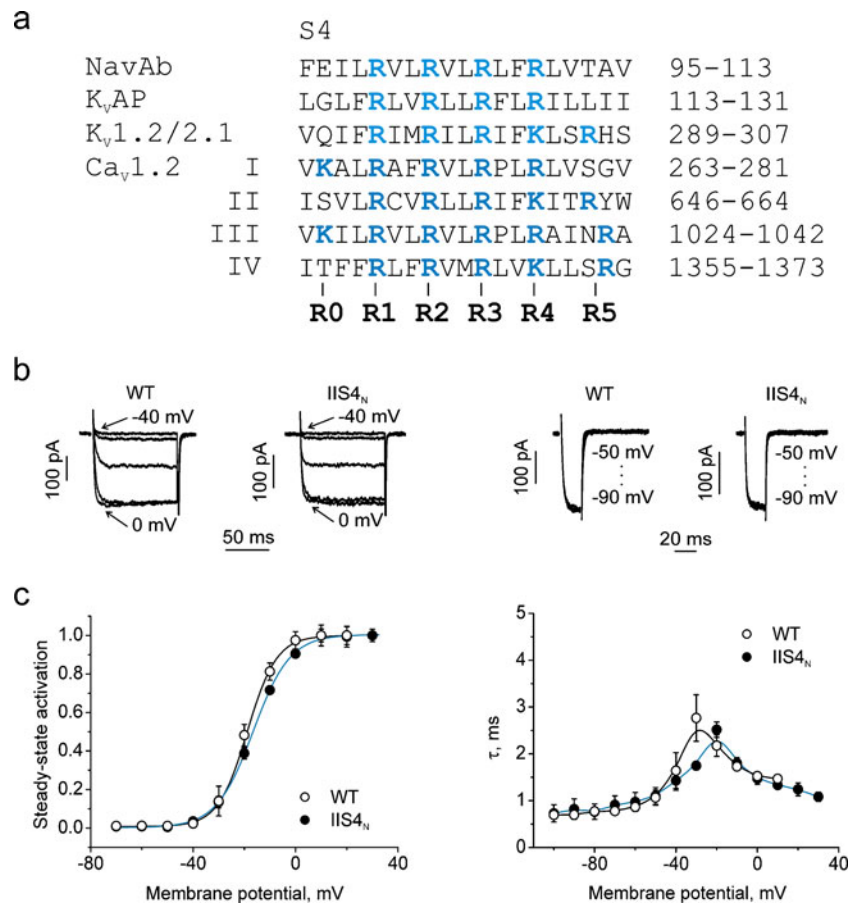 a
S4
NavAb FEILRVLRVLRLFRLVTAV 95-113
KᵥAP LGLFRLVRLLRFLRILLII 113-131
Kᵥ1.2/2.1 VQIFRIMRILRIFKLSRHS 289-307
Caᵥ1.2 I VKALRAFRVLRPLRLVSGV 263-281
II ISVLRCVRLLRIFKITRYW 646-664
III VKILRVLRVLRPLRAINRA 1024-1042
IV ITFFRLFRVMRLVKLLSRG 1355-1373
R0 R1 R2 R3 R4 R5
b
WT IIS4N WT IIS4N
-40 mV -40 mV
100 pA 100 pA 100 pA 100 pA
-50 mV -50 mV
-90 mV -90 mV
0 mV 0 mV
50 ms 20 ms
c
Steady-state activation
1.0
0.8
0.6
0.4
0.2
0.0
WT
IIS4N
-80 -40 0 40
Membrane potential, mV
τ, ms
5
4
3
2
1
0
WT
IIS4N
-80 -40 0 40
Membrane potential, mV